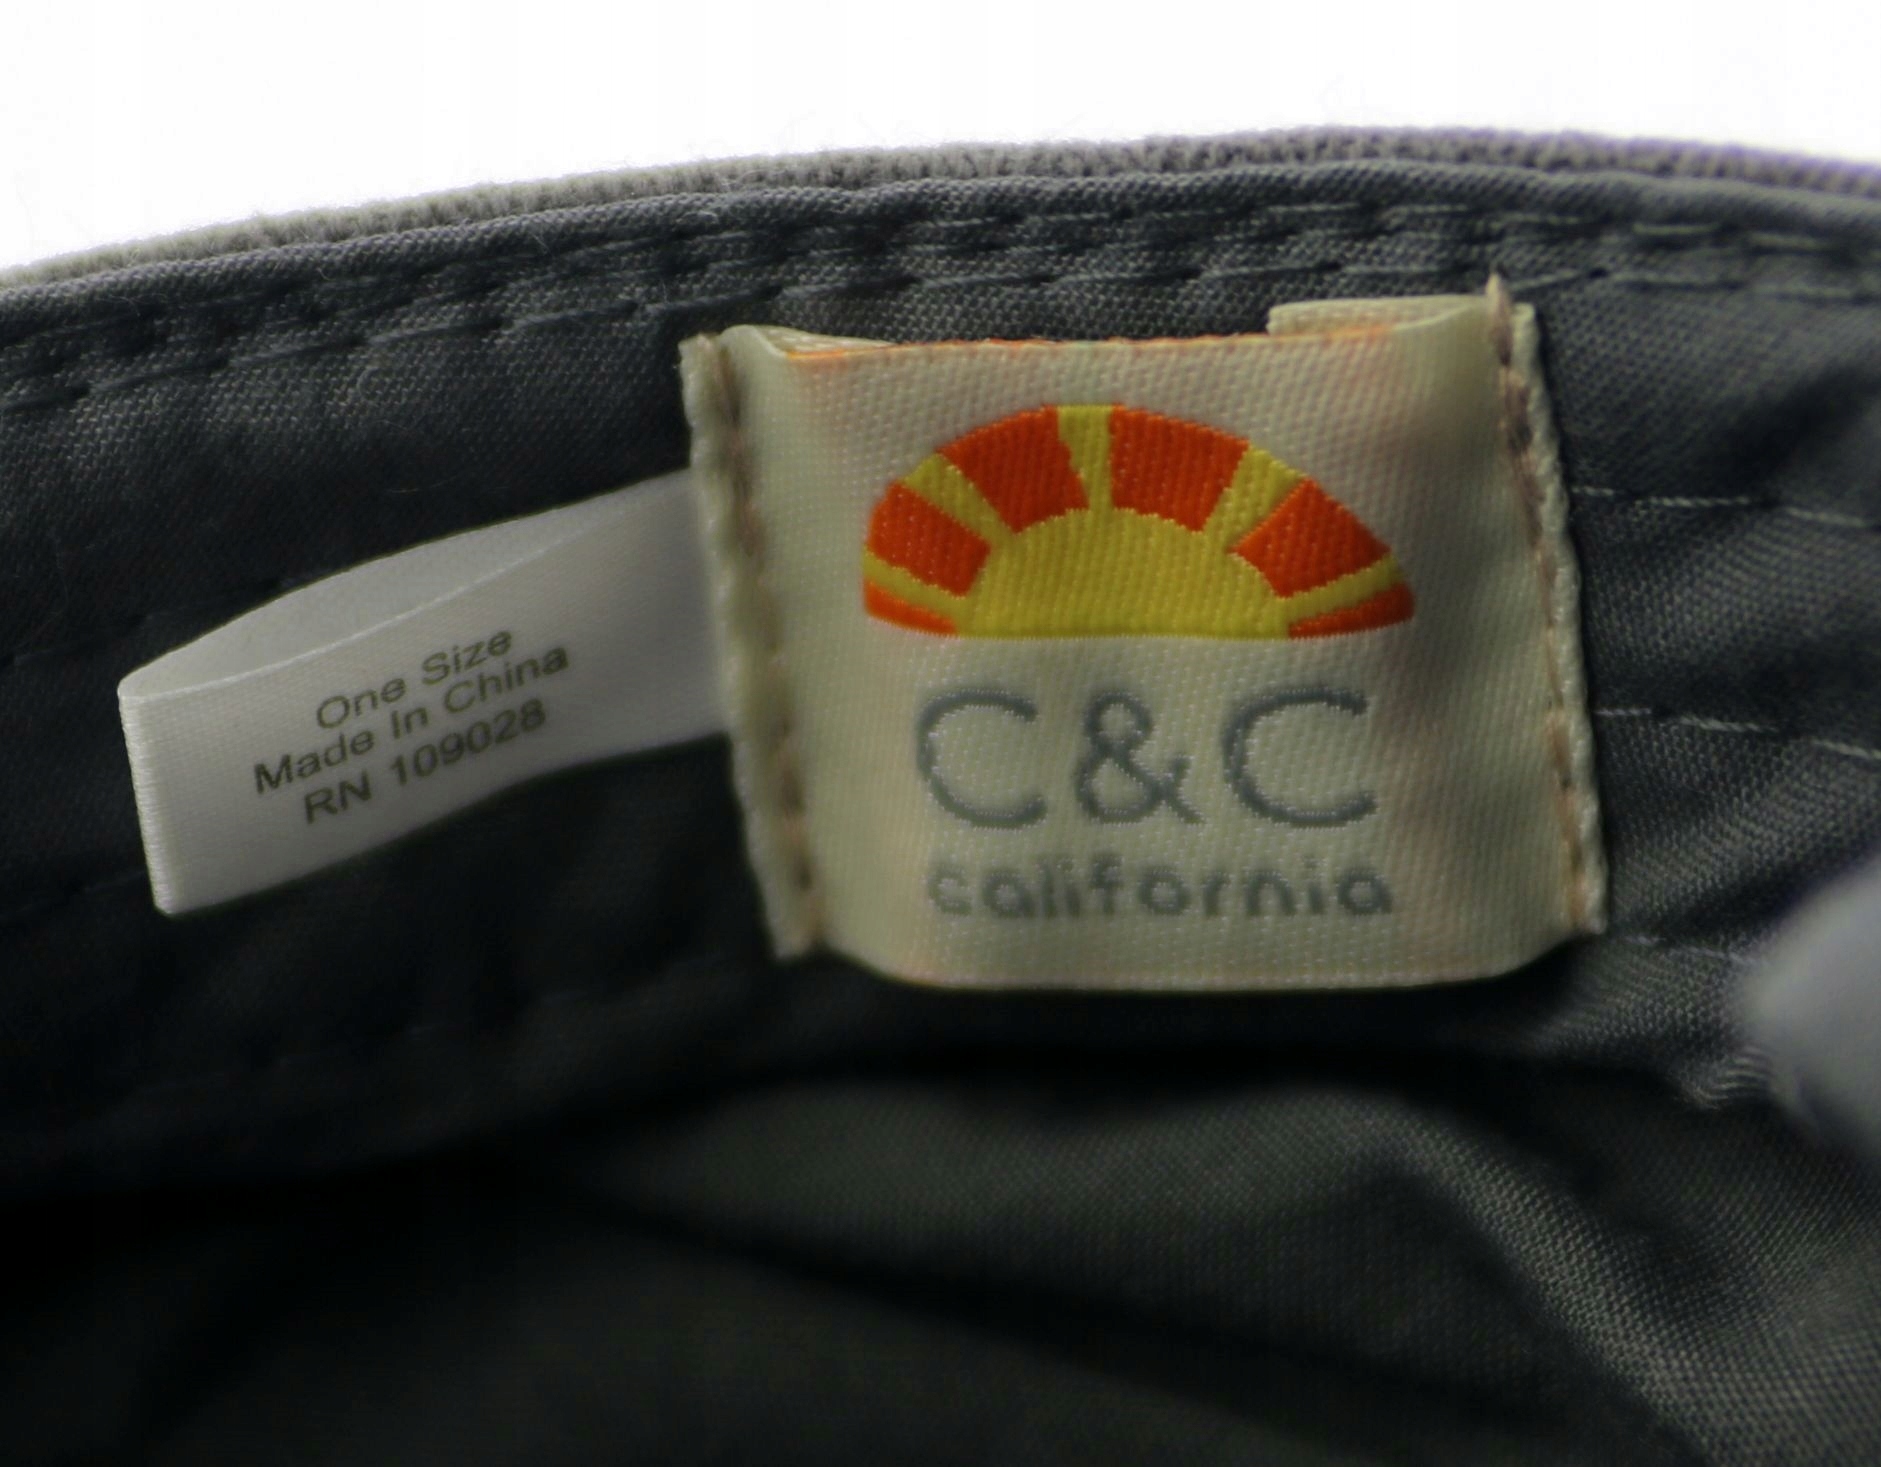 One Size
Made In China
RN 109028
C&C
california